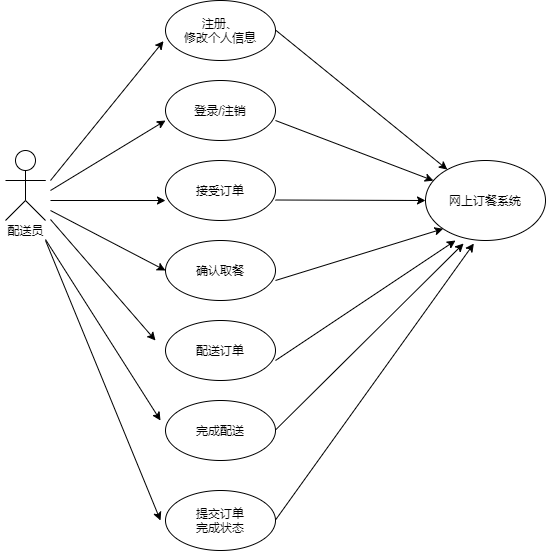 注册、
修改个人信息
登录/注销
接受订单
网上订餐系统
配送员
确认取餐
配送订单
完成配送
提交订单
完成状态